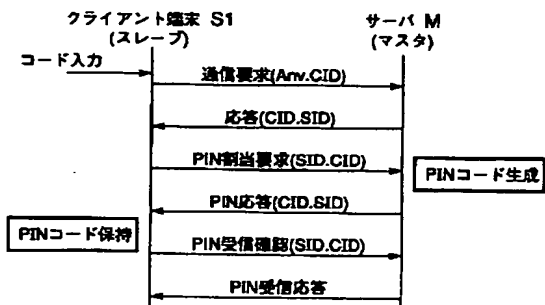 クライアント端末 S1
(スレーブ)
サーバ M
(マスタ)
コード入力
通信要求(Any.CID)
応答(CID.SID)
PIN割当要求(SID.CID)
PINコード生成
PIN応答(CID.SID)
PINコード保持
PIN受信確認(SID.CID)
PIN受信応答